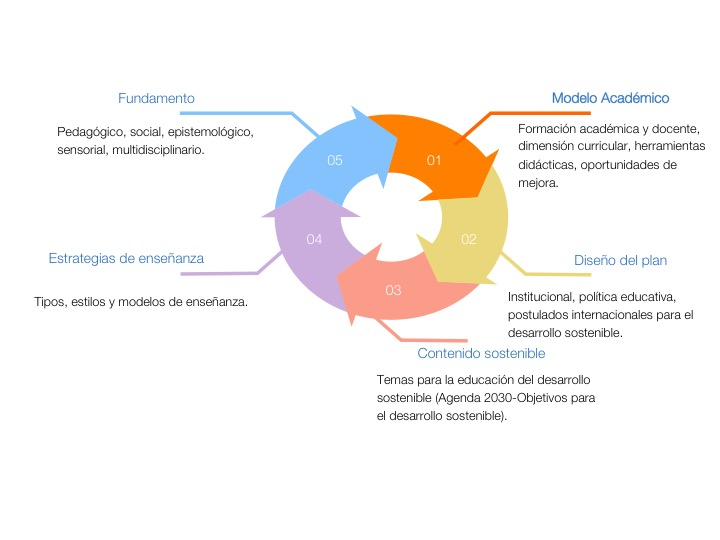 Modelo Académico
Formación académica y docente,
dimensión curricular, herramientas
didácticas, oportunidades de
mejora.
01
Diseño del plan
Institucional, política educativa,
postulados internacionales para el
desarrollo sostenible.
02
Contenido sostenible
Temas para la educación del desarrollo
sostenible (Agenda 2030-Objetivos para
el desarrollo sostenible).
03
Estrategias de enseñanza
Tipos, estilos y modelos de enseñanza.
04
Fundamento
Pedagógico, social, epistemológico,
sensorial, multidisciplinario.
05